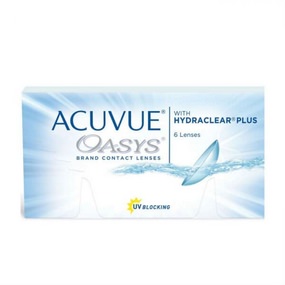 ACUVUE®
OASYS®
BRAND CONTACT LENSES
WITH
HYDRACLEAR® PLUS
6 Lenses
UV BLOCKING